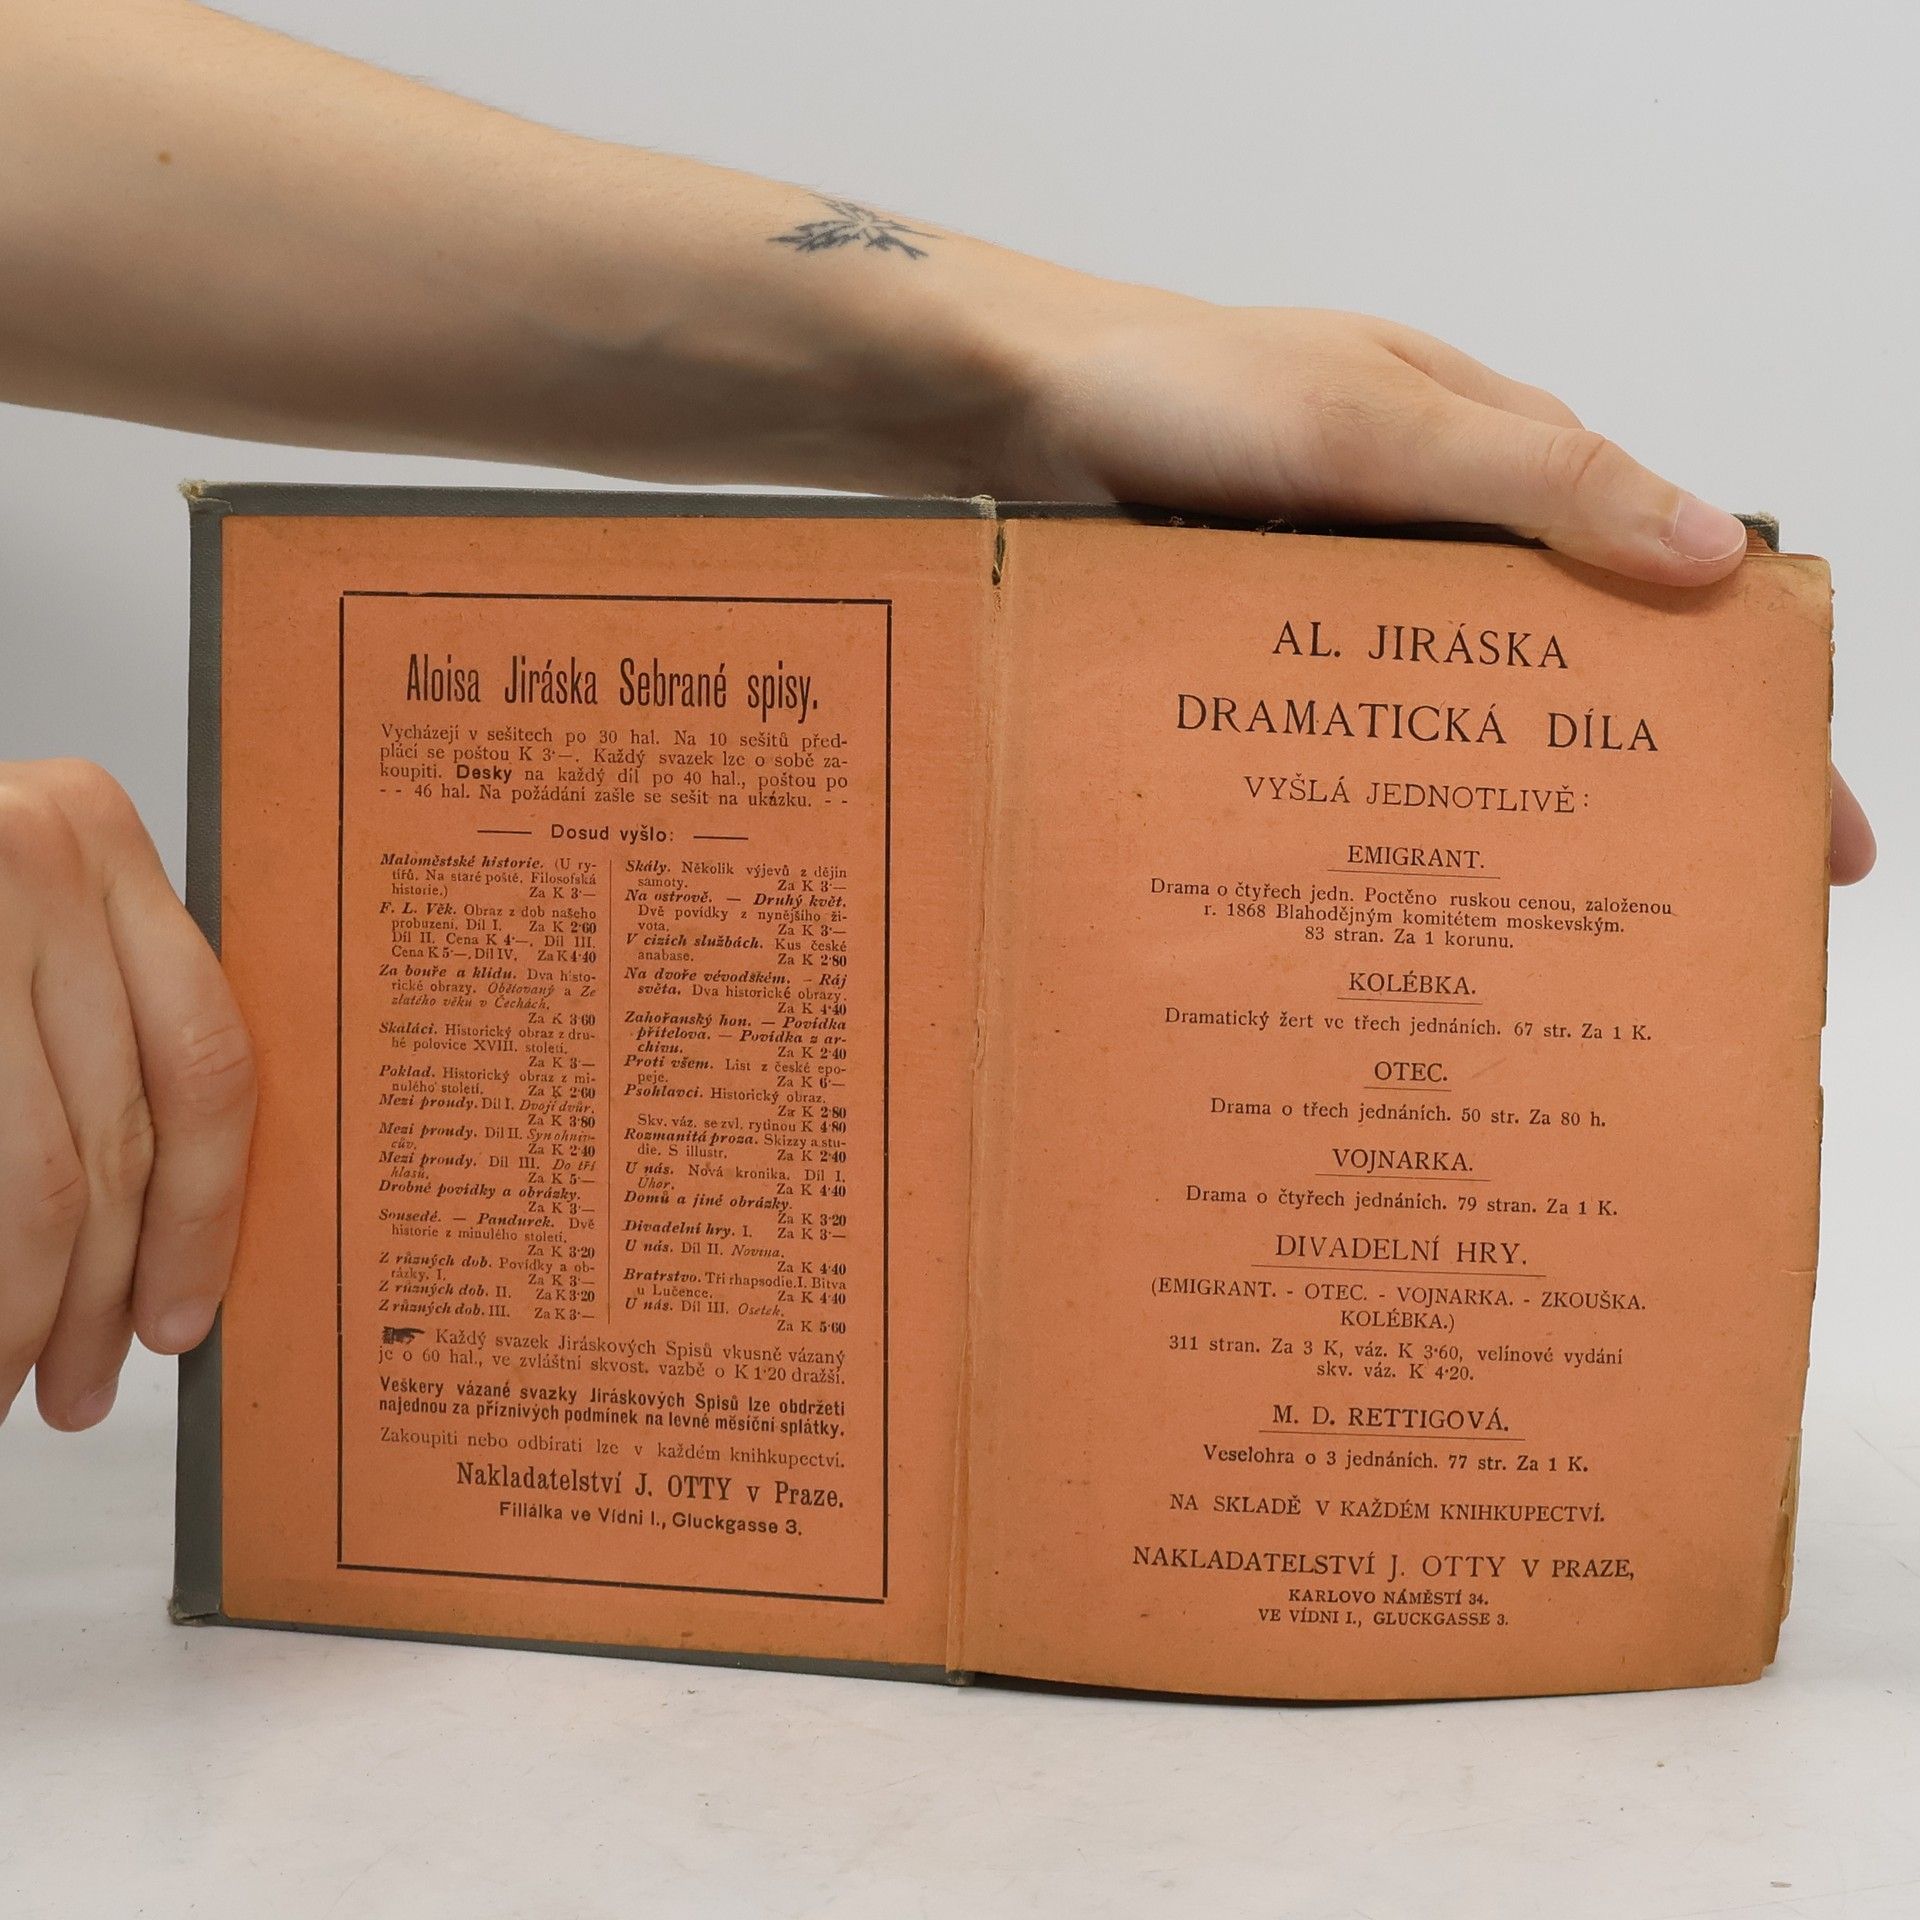 Aloisa Jiráska Sebrané spisy.
Vycházejí v sešitech po 30 hal. Na 10 sešitů před-
plácí se poštou K 3·—. Každý svazek lze o sobě za-
koupiti. Desky na každý díl po 40 hal., poštou po
- - 46 hal. Na požádání zašle se sešit na ukázku. - -
Dosud vyšlo:
Maloměstské historie. (U ry-
tířů. Na staré poště. Filosofská
historie.) Za K 3·—
F. L. Věk. Obraz z dob našeho
probuzení. Díl I. Za K 2·60
Díl II. Cena K 4·—. Díl III.
Cena K 5·—. Díl IV. Za K 4·40
Za bouře a klidu. Dva histo-
rické obrazy. Obětovaný a Ze
zlatého věku v Čechách.
Za K 3·60
Skaláci. Historický obraz z dru-
hé polovice XVIII. století.
Za K 3·—
Poklad. Historický obraz z mi-
nulého století. Za K 2·60
Mezi proudy. Díl I. Dvojí dvůr.
Za K 3·80
Mezi proudy. Díl II. Syn ohniv-
cův. Za K 2·40
Mezi proudy. Díl III. Do tří
hlasů. Za K 5·—
Drobné povídky a obrázky.
Za K 3·—
Sousedé. — Pandurek. Dvě
historie z minulého století.
Za K 3·20
Z různých dob. Povídky a ob-
rázky. I. Za K 3·—
Z různých dob. II. Za K 3·20
Z různých dob. III. Za K 3·—
Skály. Několik výjevů z dějin
samoty. Za K 3·—
Na ostrově. — Druhý květ.
Dvě povídky z nynějšího ži-
vota. Za K 3·—
V cizích službách. Kus české
anabase. Za K 2·80
Na dvoře vévodském. — Ráj
světa. Dva historické obrazy.
Za K 4·40
Zahořanský hon. — Povídka
přítelova. — Povídka z ar-
chivu. Za K 2·40
Proti všem. List z české epo-
peje. Za K 6·—
Psohlavci. Historický obraz.
Za K 2·80
Skv. váz. se zvl. rytinou K 4·80
Rozmanitá prosa. Skizzy a stu-
die. S illustr. Za K 2·40
U nás. Nová kronika. Díl I.
Úhor. Za K 4·40
Domů a jiné obrázky.
Za K 3·20
Divadelní hry. I. Za K 3·—
U nás. Díl II. Novina.
Za K 4·40
Bratrstvo. Tři rhapsodie. I. Bitva
u Lučence. Za K 4·40
U nás. Díl III. Osetek.
Za K 5·60
Každý svazek Jiráskových Spisů vkusně vázaný
je o 60 hal., ve zvláštní skvost. vazbě o K 1·20 dražší.
Veškery vázané svazky Jiráskových Spisů lze obdržeti
najednou za příznivých podmínek na levné měsíční splátky.
Zakoupiti nebo odbírati lze v každém knihkupectví.
Nakladatelství J. OTTY v Praze.
Filiálka ve Vídni I., Gluckgasse 3.
AL. JIRÁSKA
DRAMATICKÁ DÍLA
VYŠLÁ JEDNOTLIVĚ:
EMIGRANT.
Drama o čtyřech jedn. Poctěno ruskou cenou, založenou
r. 1868 Blahodějným komitétem moskevským.
83 stran. Za 1 korunu.
KOLÉBKA.
Dramatický žert ve třech jednáních. 67 str. Za 1 K.
OTEC.
Drama o třech jednáních. 50 str. Za 80 h.
VOJNARKA.
Drama o čtyřech jednáních. 79 stran. Za 1 K.
DIVADELNÍ HRY.
(EMIGRANT. - OTEC. - VOJNARKA. - ZKOUŠKA.
KOLÉBKA.)
311 stran. Za 3 K, váz. K 3·60, velínové vydání
skv. váz. K 4·20.
M. D. RETTIGOVÁ.
Veselohra o 3 jednáních. 77 str. Za 1 K.
NA SKLADĚ V KAŽDÉM KNIHKUPECTVÍ.
NAKLADATELSTVÍ J. OTTY V PRAZE,
KARLOVO NÁMĚSTÍ 34.
VE VÍDNI I., GLUCKGASSE 3.